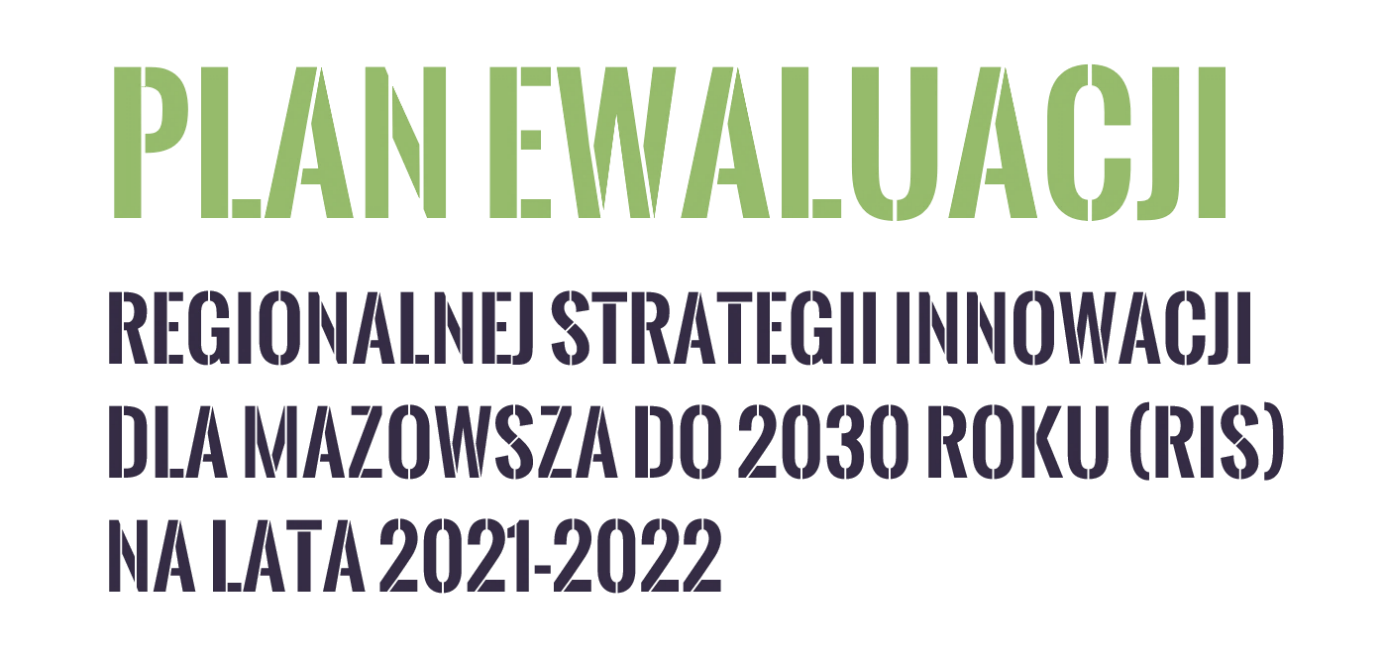 PLAN EWALUACJI
REGIONALNEJ STRATEGII INNOWACJI
DLA MAZOWSZA DO 2030 ROKU (RIS)
NA LATA 2021-2022